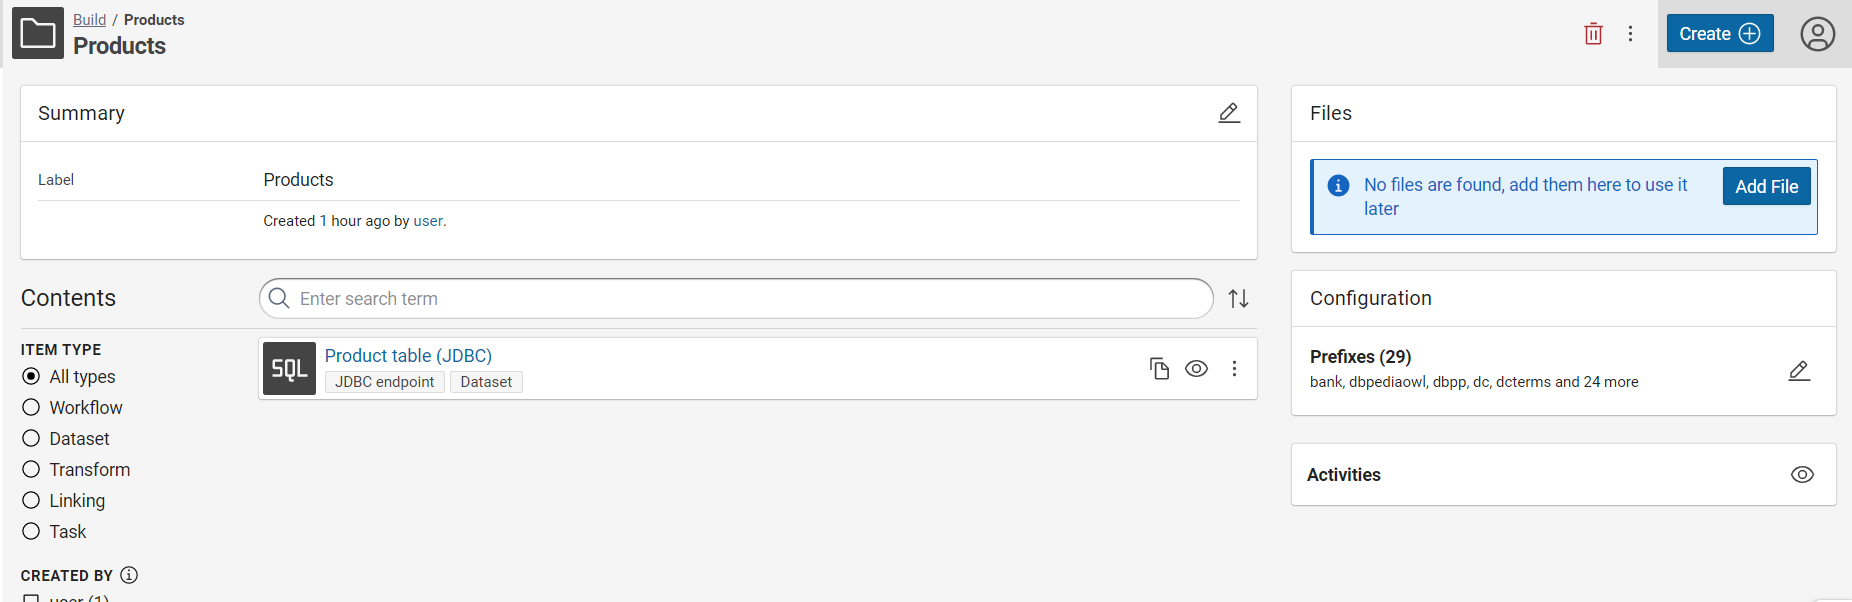 Build / Products
Products
Create
Summary
Label
Products
Created 1 hour ago by user.
Contents
Enter search term
ITEM TYPE
All types
Workflow
Dataset
Transform
Linking
Task
CREATED BY
user (1)
SQL
Product table (JDBC)
JDBC endpoint
Dataset
Files
No files are found, add them here to use it
later
Add File
Configuration
Prefixes (29)
bank, dbpediaowl, dbpp, dc, dcterms and 24 more
Activities